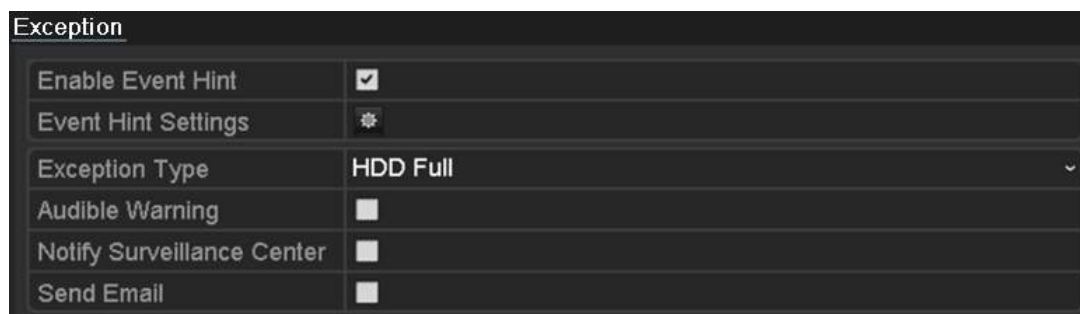 Exception
Enable Event Hint
Event Hint Settings
Exception Type HDD Full
Audible Warning
Notify Surveillance Center
Send Email